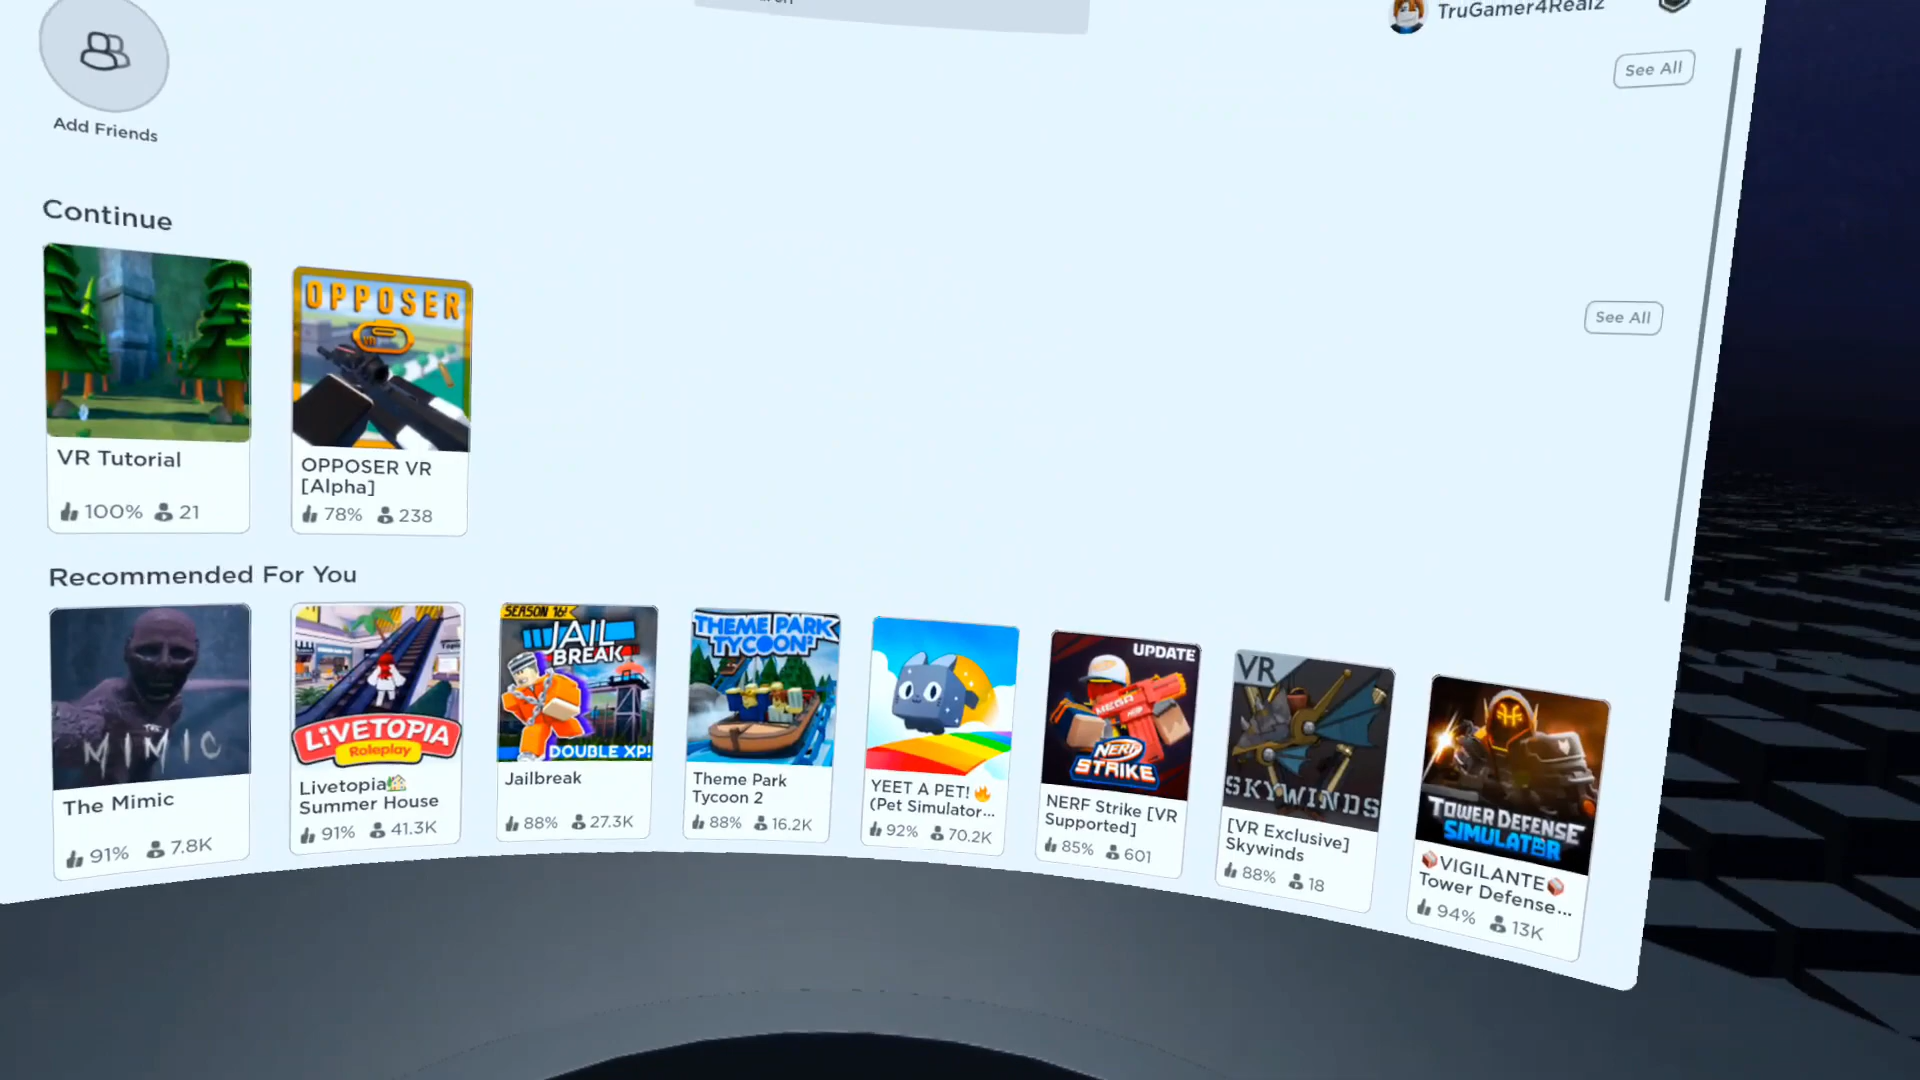 TruGamer4Realz
See All
Add Friends
Continue
See All
OPPOSER
VR Tutorial
100% 21
OPPOSER VR
[Alpha]
78% 238
Recommended For You
THE
MIMIC
The Mimic
91% 7.8K
LIVETOPIA
Roleplay
Livetopia🏡
Summer House
91% 41.3K
SEASON 16!
JAIL
BREAK
DOUBLE XP!
Jailbreak
88% 27.3K
THEME PARK
TYCOON 2
Theme Park
Tycoon 2
88% 16.2K
YEET A PET!🔥
(Pet Simulator...
92% 70.2K
UPDATE
MEGA
NERF
STRIKE
NERF Strike [VR
Supported]
85% 601
VR
SKYWINDS
[VR Exclusive]
Skywinds
88% 18
TOWER DEFENSE
SIMULATOR
VIGILANTE
Tower Defense...
94% 13K